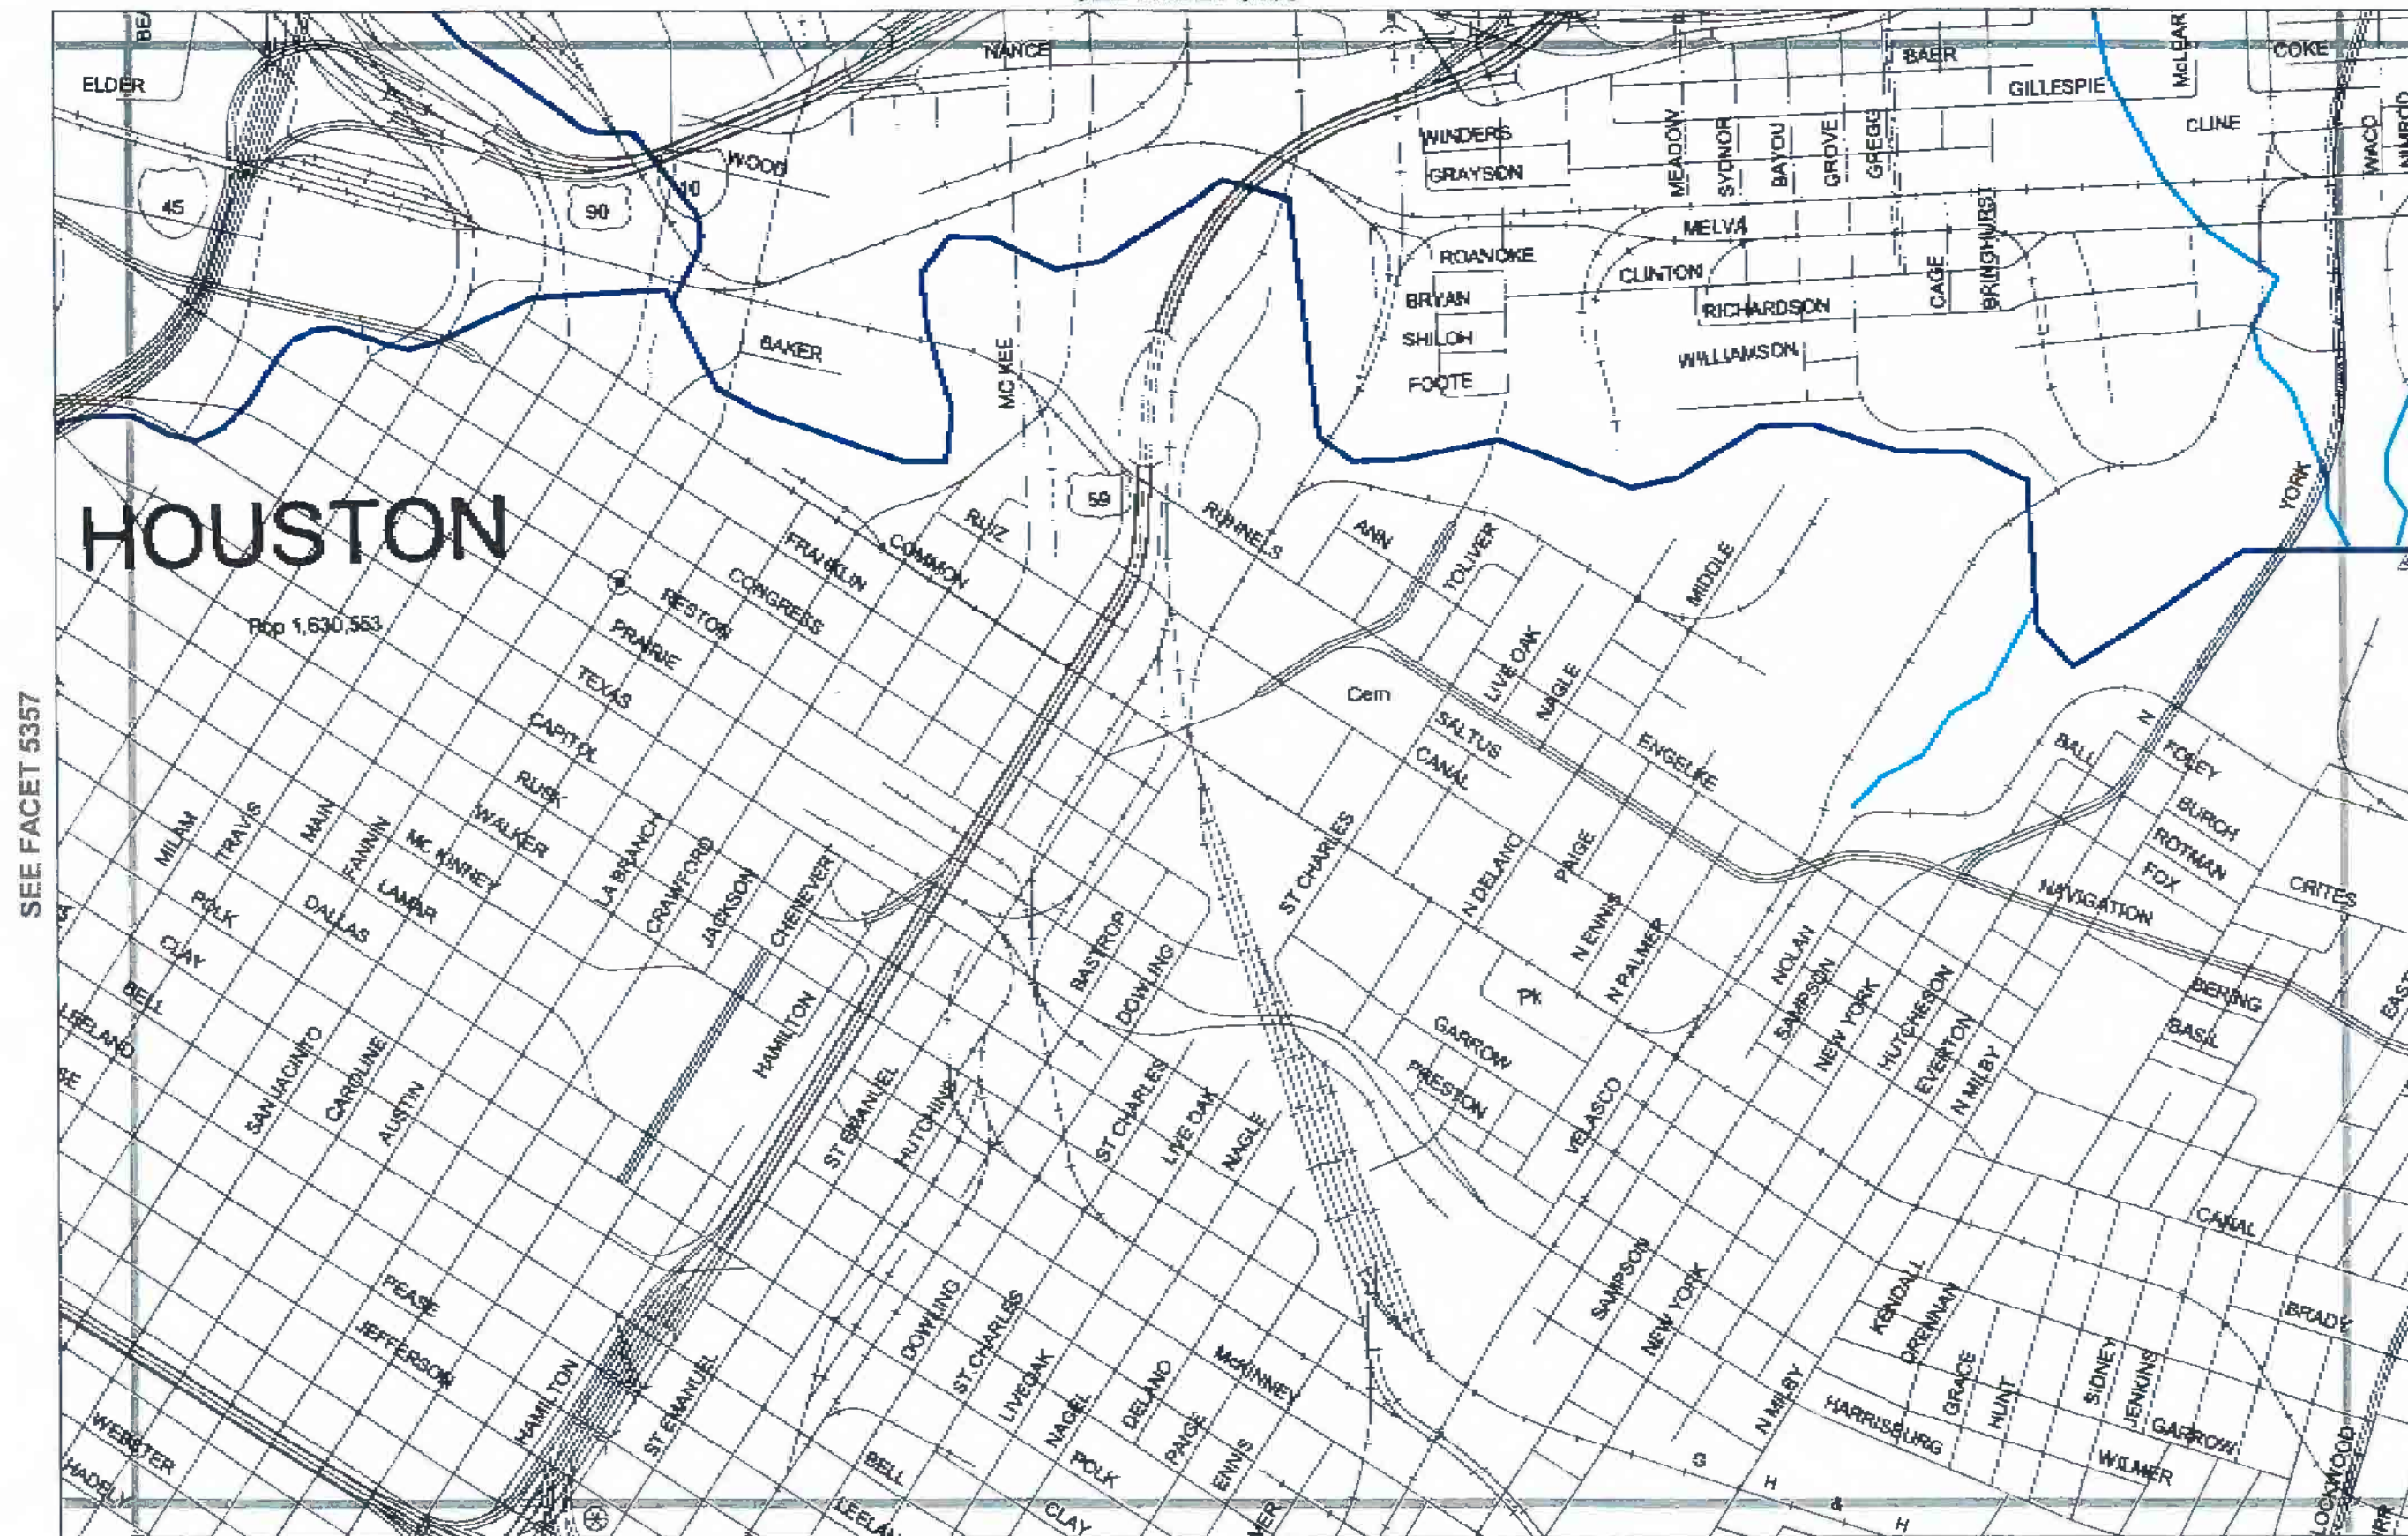 NANCE
BAER
McLEAR
COKE
ELDER
GILLESPIE
WINDERS
MEADOW
SYDNOR
BAYOU
GROVE
GREGG
CLINE
WACO
WOOD
10
GRAYSON
45
90
MELVA
BRINGHURST
ROANOKE
CLINTON
CAGE
BRYAN
RICHARDSON
SHILOH
BAKER
WILLIAMSON
MC KEE
FOOTE
HOUSTON
59
YORK
RUIZ
RUNNELS
ANN
TOLIVER
FRANKLIN
COMMON
MIDDLE
CONGRESS
RESTON
Pop 1,630,553
PRAIRIE
LIVE OAK
NAGLE
TEXAS
Cem
SEE FACET 5357
CAPITOL
SALTUS
CANAL
ENGELKE
N
BALL
FOLEY
RUSK
WALKER
BURCH
ROTMAN
FOX
MILAM
TRAVIS
MAIN
FANNIN
MC KINNEY
LA BRANCH
CRAWFORD
JACKSON
CHENEVERT
ST CHARLES
N DELANO
PAIGE
POLK
DALLAS
LAMAR
NAVIGATION
CRITES
CLAY
BASTROP
DOWLING
N ENNIS
N PALMER
NOLAN
SAMPSON
NEW YORK
HUTCHESON
EVERTON
N MILBY
BERING
BASIL
BELL
LEELAND
HAMILTON
Pk
GARROW
PRESTON
SAN JACINTO
CAROLINE
AUSTIN
ST EMANUEL
HUTCHINS
ST CHARLES
LIVE OAK
NAGLE
VELASCO
CANAL
PEASE
JEFFERSON
SAMPSON
NEW YORK
KENDALL
DRENNAN
BRADY
DOWLING
ST CHARLES
LIVEOAK
NAGEL
DELANO
McKINNEY
GRACE
HUNT
SIDNEY
JENKINS
HAMILTON
ST EMANUEL
PAIGE
ENNIS
N MILBY
HARRISBURG
GARROW
WILMER
WEBSTER
HADELY
BELL
POLK
CLAY
G H & H